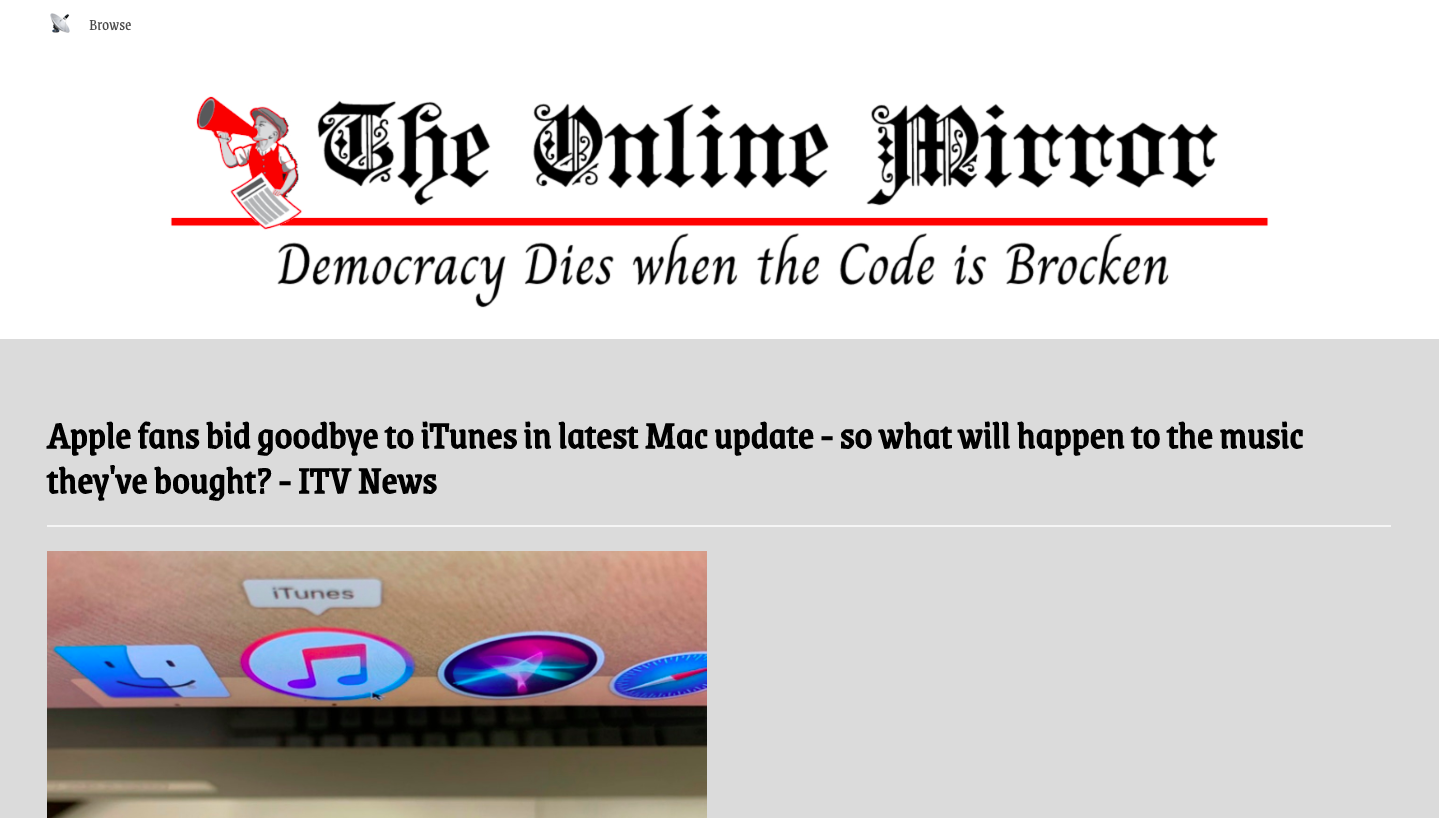 Browse
The Online Mirror
Democracy Dies when the Code is Brocken
Apple fans bid goodbye to iTunes in latest Mac update - so what will happen to the music
they've bought? - ITV News
iTunes